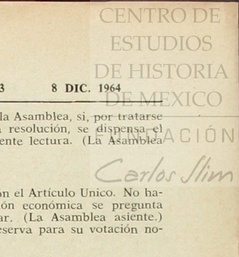 CENTRO DE
ESTUDIOS
DE HISTORIA
3 8 DIC. 1964
DE MEXICO
la Asamblea, si, por tratarse
resolución, se dispensa el
ente lectura. (La Asamblea
FUNDACIÓN
Carlos Slim
on el Artículo Unico. No ha-
ión económica se pregunta
ar. (La Asamblea asiente.)
eserva para su votación no-